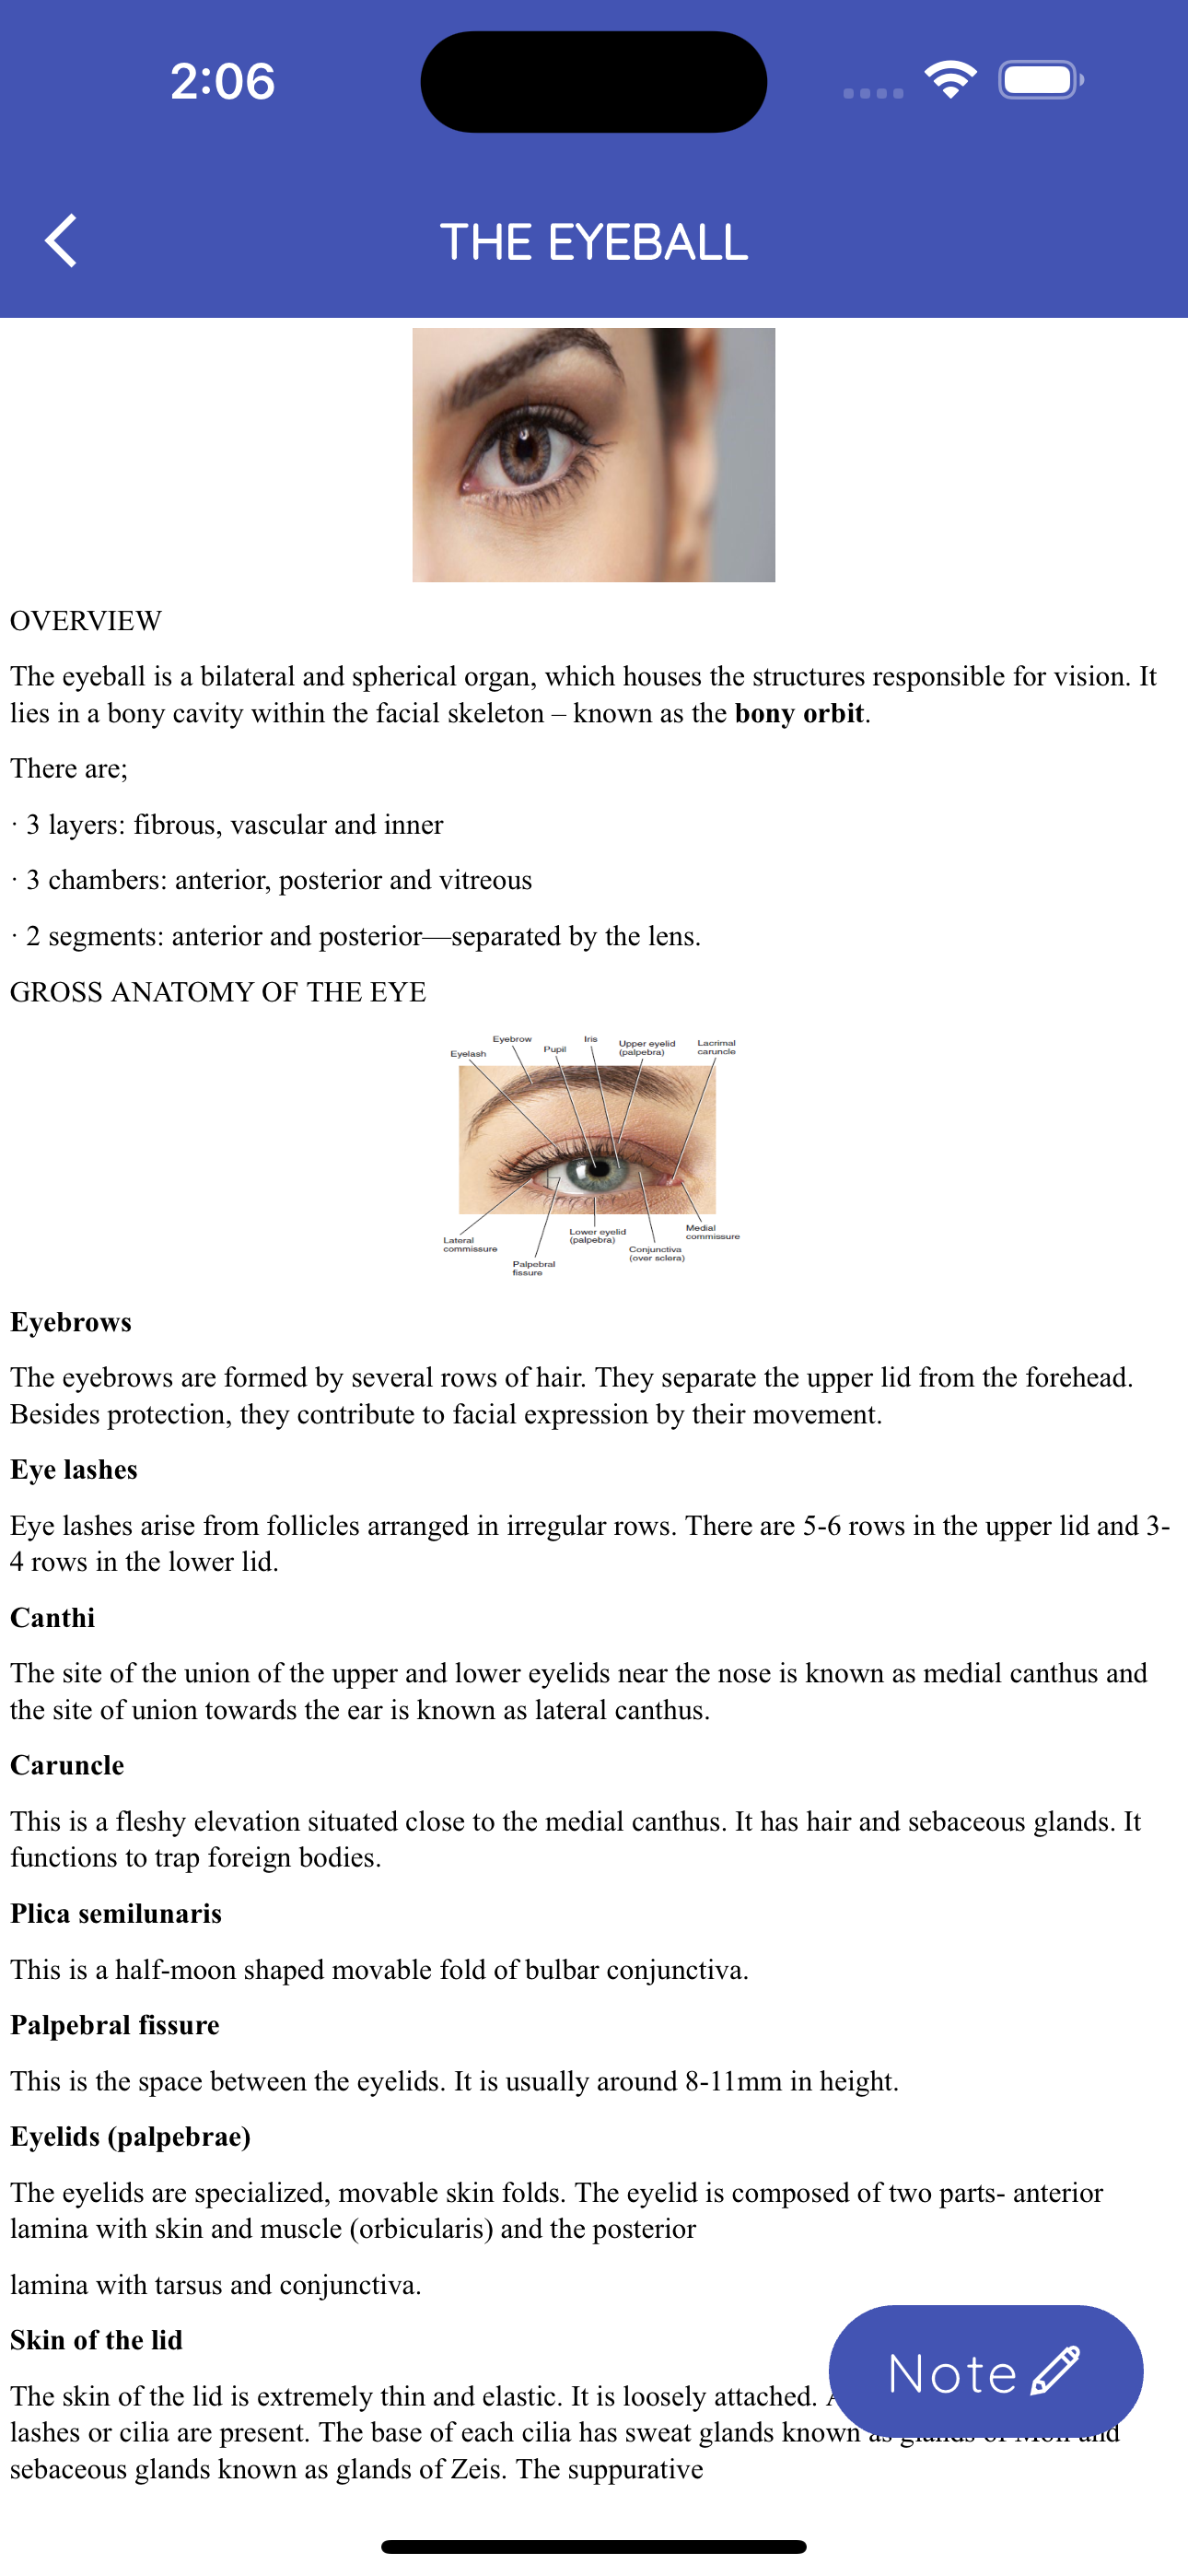 2:06
THE EYEBALL
OVERVIEW
The eyeball is a bilateral and spherical organ, which houses the structures responsible for vision. It
lies in a bony cavity within the facial skeleton – known as the bony orbit.
There are;
· 3 layers: fibrous, vascular and inner
· 3 chambers: anterior, posterior and vitreous
· 2 segments: anterior and posterior—separated by the lens.
GROSS ANATOMY OF THE EYE
Eyebrow
Iris
Eyelash
Pupil
Upper eyelid
(palpebra)
Lacrimal
caruncle
Lateral
commissure
Palpebral
fissure
Lower eyelid
(palpebra)
Conjunctiva
(over sclera)
Medial
commissure
Eyebrows
The eyebrows are formed by several rows of hair. They separate the upper lid from the forehead.
Besides protection, they contribute to facial expression by their movement.
Eye lashes
Eye lashes arise from follicles arranged in irregular rows. There are 5-6 rows in the upper lid and 3-
4 rows in the lower lid.
Canthi
The site of the union of the upper and lower eyelids near the nose is known as medial canthus and
the site of union towards the ear is known as lateral canthus.
Caruncle
This is a fleshy elevation situated close to the medial canthus. It has hair and sebaceous glands. It
functions to trap foreign bodies.
Plica semilunaris
This is a half-moon shaped movable fold of bulbar conjunctiva.
Palpebral fissure
This is the space between the eyelids. It is usually around 8-11mm in height.
Eyelids (palpebrae)
The eyelids are specialized, movable skin folds. The eyelid is composed of two parts- anterior
lamina with skin and muscle (orbicularis) and the posterior
lamina with tarsus and conjunctiva.
Skin of the lid
The skin of the lid is extremely thin and elastic. It is loosely attached.
lashes or cilia are present. The base of each cilia has sweat glands known as glands of Moll and
sebaceous glands known as glands of Zeis. The suppurative
Note